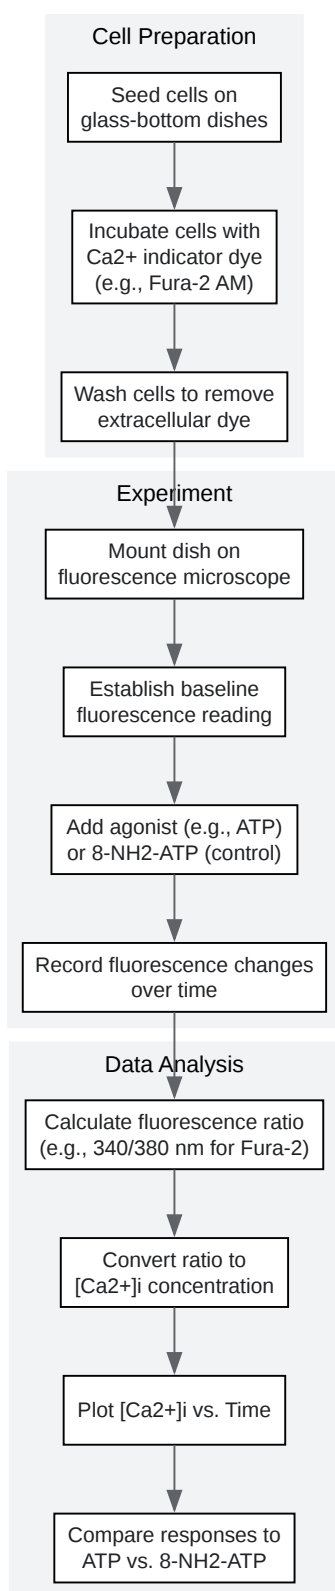 Cell Preparation
Seed cells on
glass-bottom dishes
Incubate cells with
Ca2+ indicator dye
(e.g., Fura-2 AM)
Wash cells to remove
extracellular dye
Experiment
Mount dish on
fluorescence microscope
Establish baseline
fluorescence reading
Add agonist (e.g., ATP)
or 8-NH2-ATP (control)
Record fluorescence changes
over time
Data Analysis
Calculate fluorescence ratio
(e.g., 340/380 nm for Fura-2)
Convert ratio to
[Ca2+]i concentration
Plot [Ca2+]i vs. Time
Compare responses to
ATP vs. 8-NH2-ATP